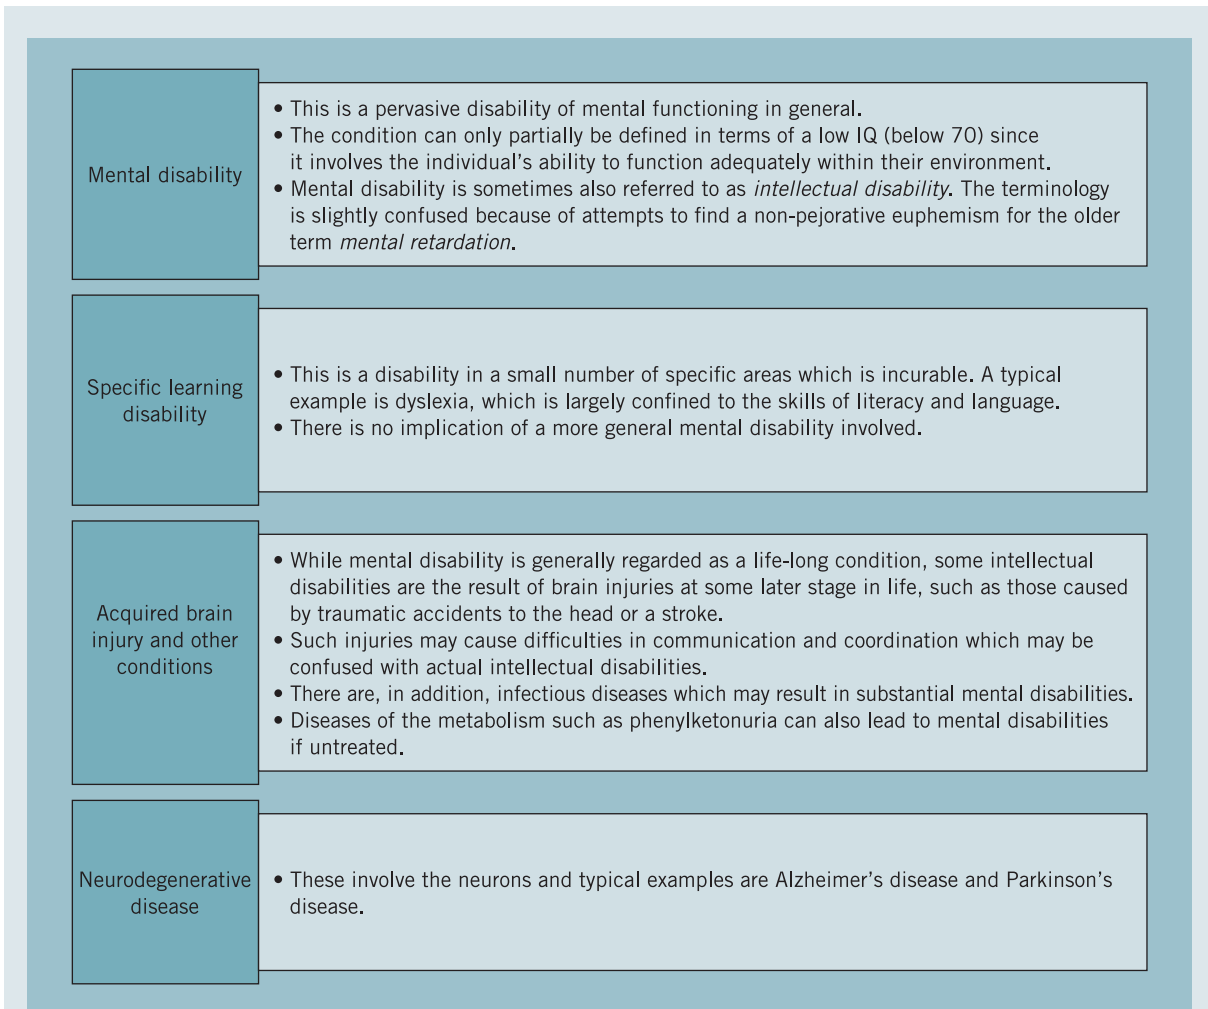 Mental disability
• This is a pervasive disability of mental functioning in general.
• The condition can only partially be defined in terms of a low IQ (below 70) since
it involves the individual’s ability to function adequately within their environment.
• Mental disability is sometimes also referred to as intellectual disability. The terminology
is slightly confused because of attempts to find a non-pejorative euphemism for the older
term mental retardation.
Specific learning
disability
• This is a disability in a small number of specific areas which is incurable. A typical
example is dyslexia, which is largely confined to the skills of literacy and language.
• There is no implication of a more general mental disability involved.
Acquired brain
injury and other
conditions
• While mental disability is generally regarded as a life-long condition, some intellectual
disabilities are the result of brain injuries at some later stage in life, such as those caused
by traumatic accidents to the head or a stroke.
• Such injuries may cause difficulties in communication and coordination which may be
confused with actual intellectual disabilities.
• There are, in addition, infectious diseases which may result in substantial mental disabilities.
• Diseases of the metabolism such as phenylketonuria can also lead to mental disabilities
if untreated.
Neurodegenerative
disease
• These involve the neurons and typical examples are Alzheimer’s disease and Parkinson’s
disease.